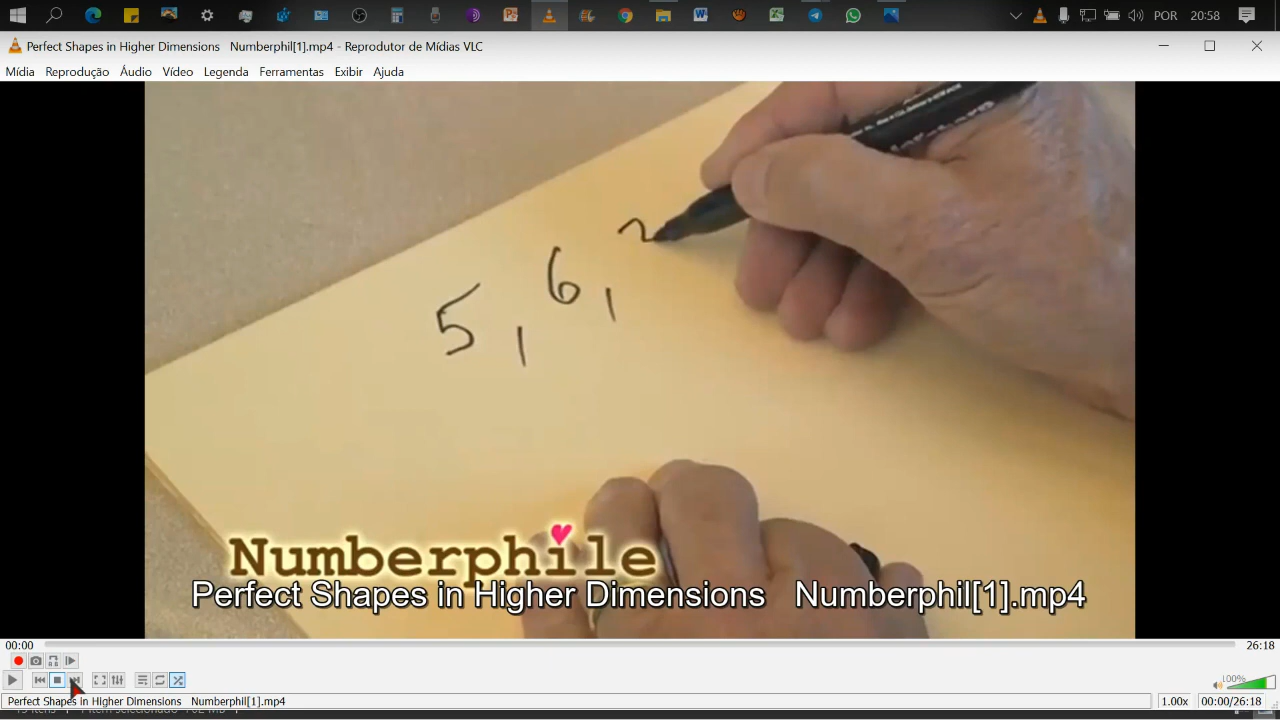 POR 20:58
Perfect Shapes in Higher Dimensions Numberphil[1].mp4 - Reprodutor de Mídias VLC
Mídia Reprodução Áudio Vídeo Legenda Ferramentas Exibir Ajuda
5, 6,
Numberphile
Perfect Shapes in Higher Dimensions Numberphil[1].mp4
00:00 26:18
100%
Perfect Shapes in Higher Dimensions Numberphil[1].mp4 1.00x 00:00/26:18